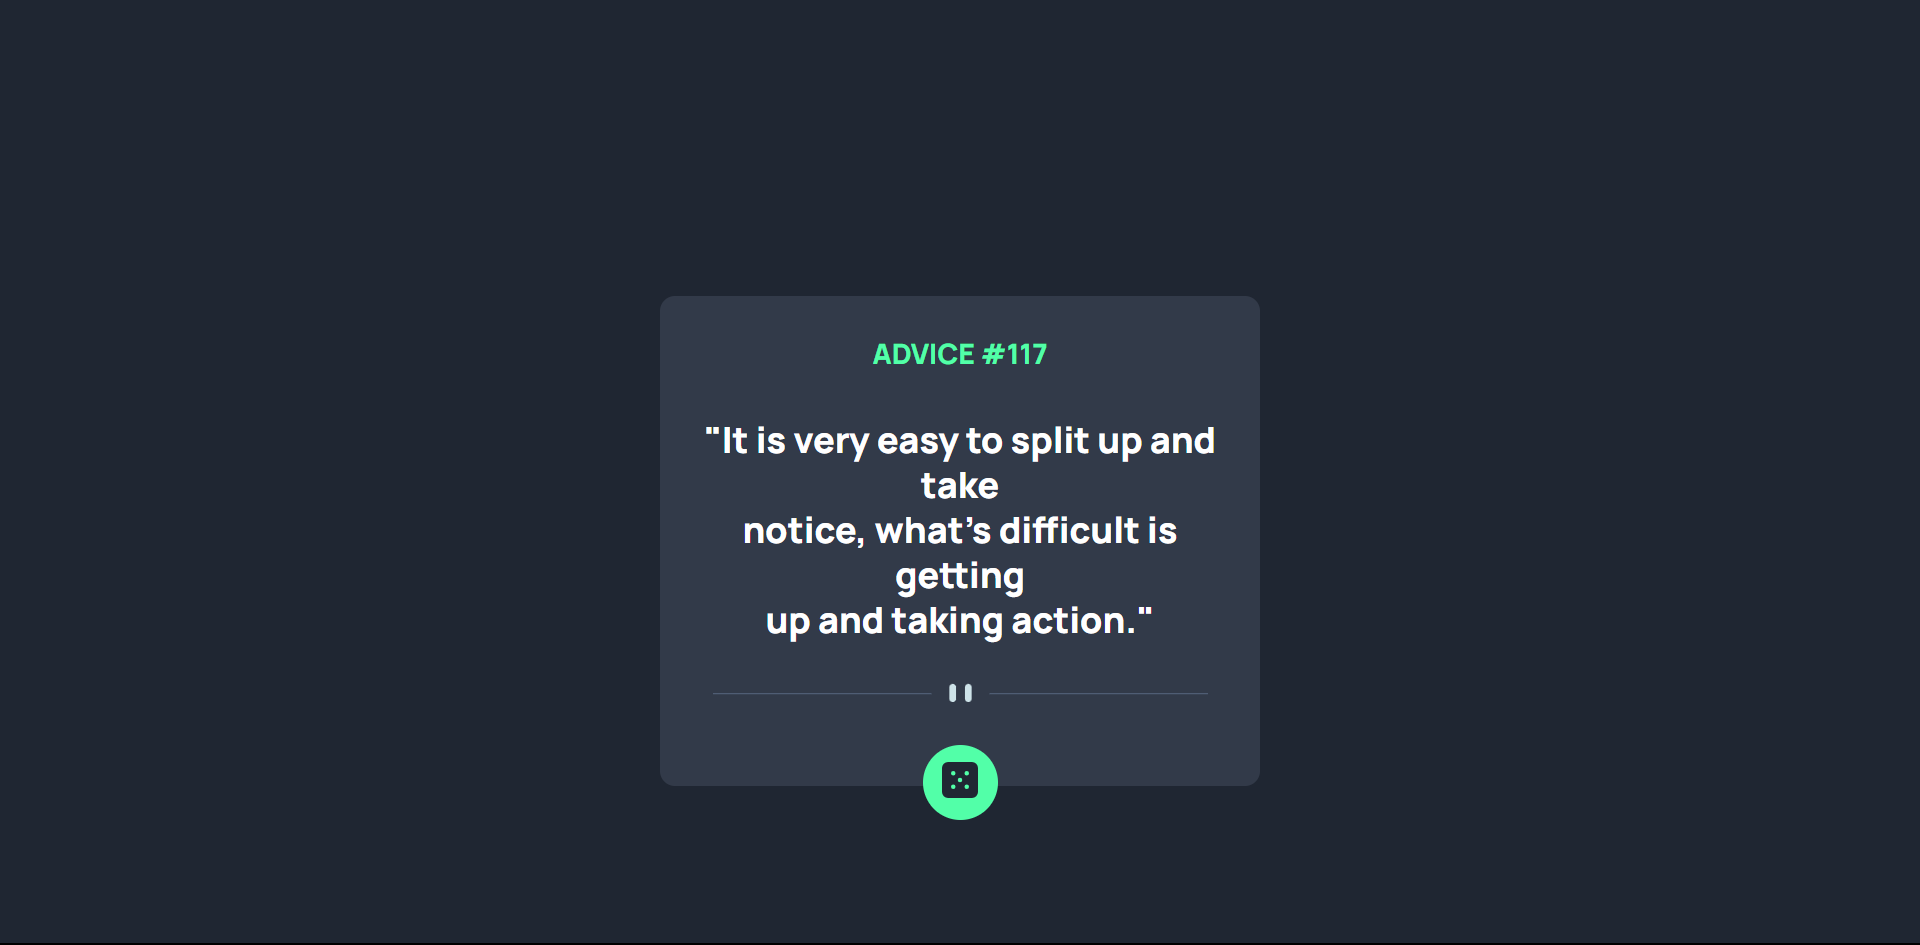 ADVICE #117
"It is very easy to split up and
take
notice, what's difficult is
getting
up and taking action."